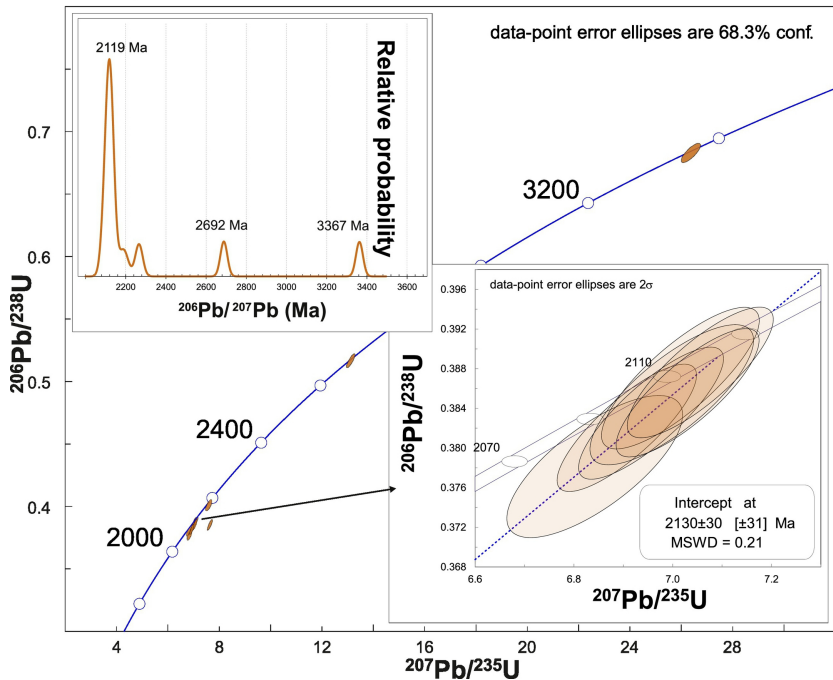 data-point error ellipses are 68.3% conf.
2119 Ma
2692 Ma
3367 Ma
Relative probability
2200 2400 2600 2800 3000 3200 3400 3600
²⁰⁶Pb/ ²⁰⁷Pb (Ma)
0.7
0.6
0.5
0.4
²⁰⁶Pb/²³⁸U
3200
2400
2000
data-point error ellipses are 2σ
0.396
0.392
0.388
0.384
0.380
0.376
0.372
0.368
²⁰⁶Pb/²³⁸U
2110
2070
Intercept at
2130±30 [±31] Ma
MSWD = 0.21
6.6 6.8 7.0 7.2
²⁰⁷Pb/²³⁵U
4 8 12 16 20 24 28
²⁰⁷Pb/²³⁵U